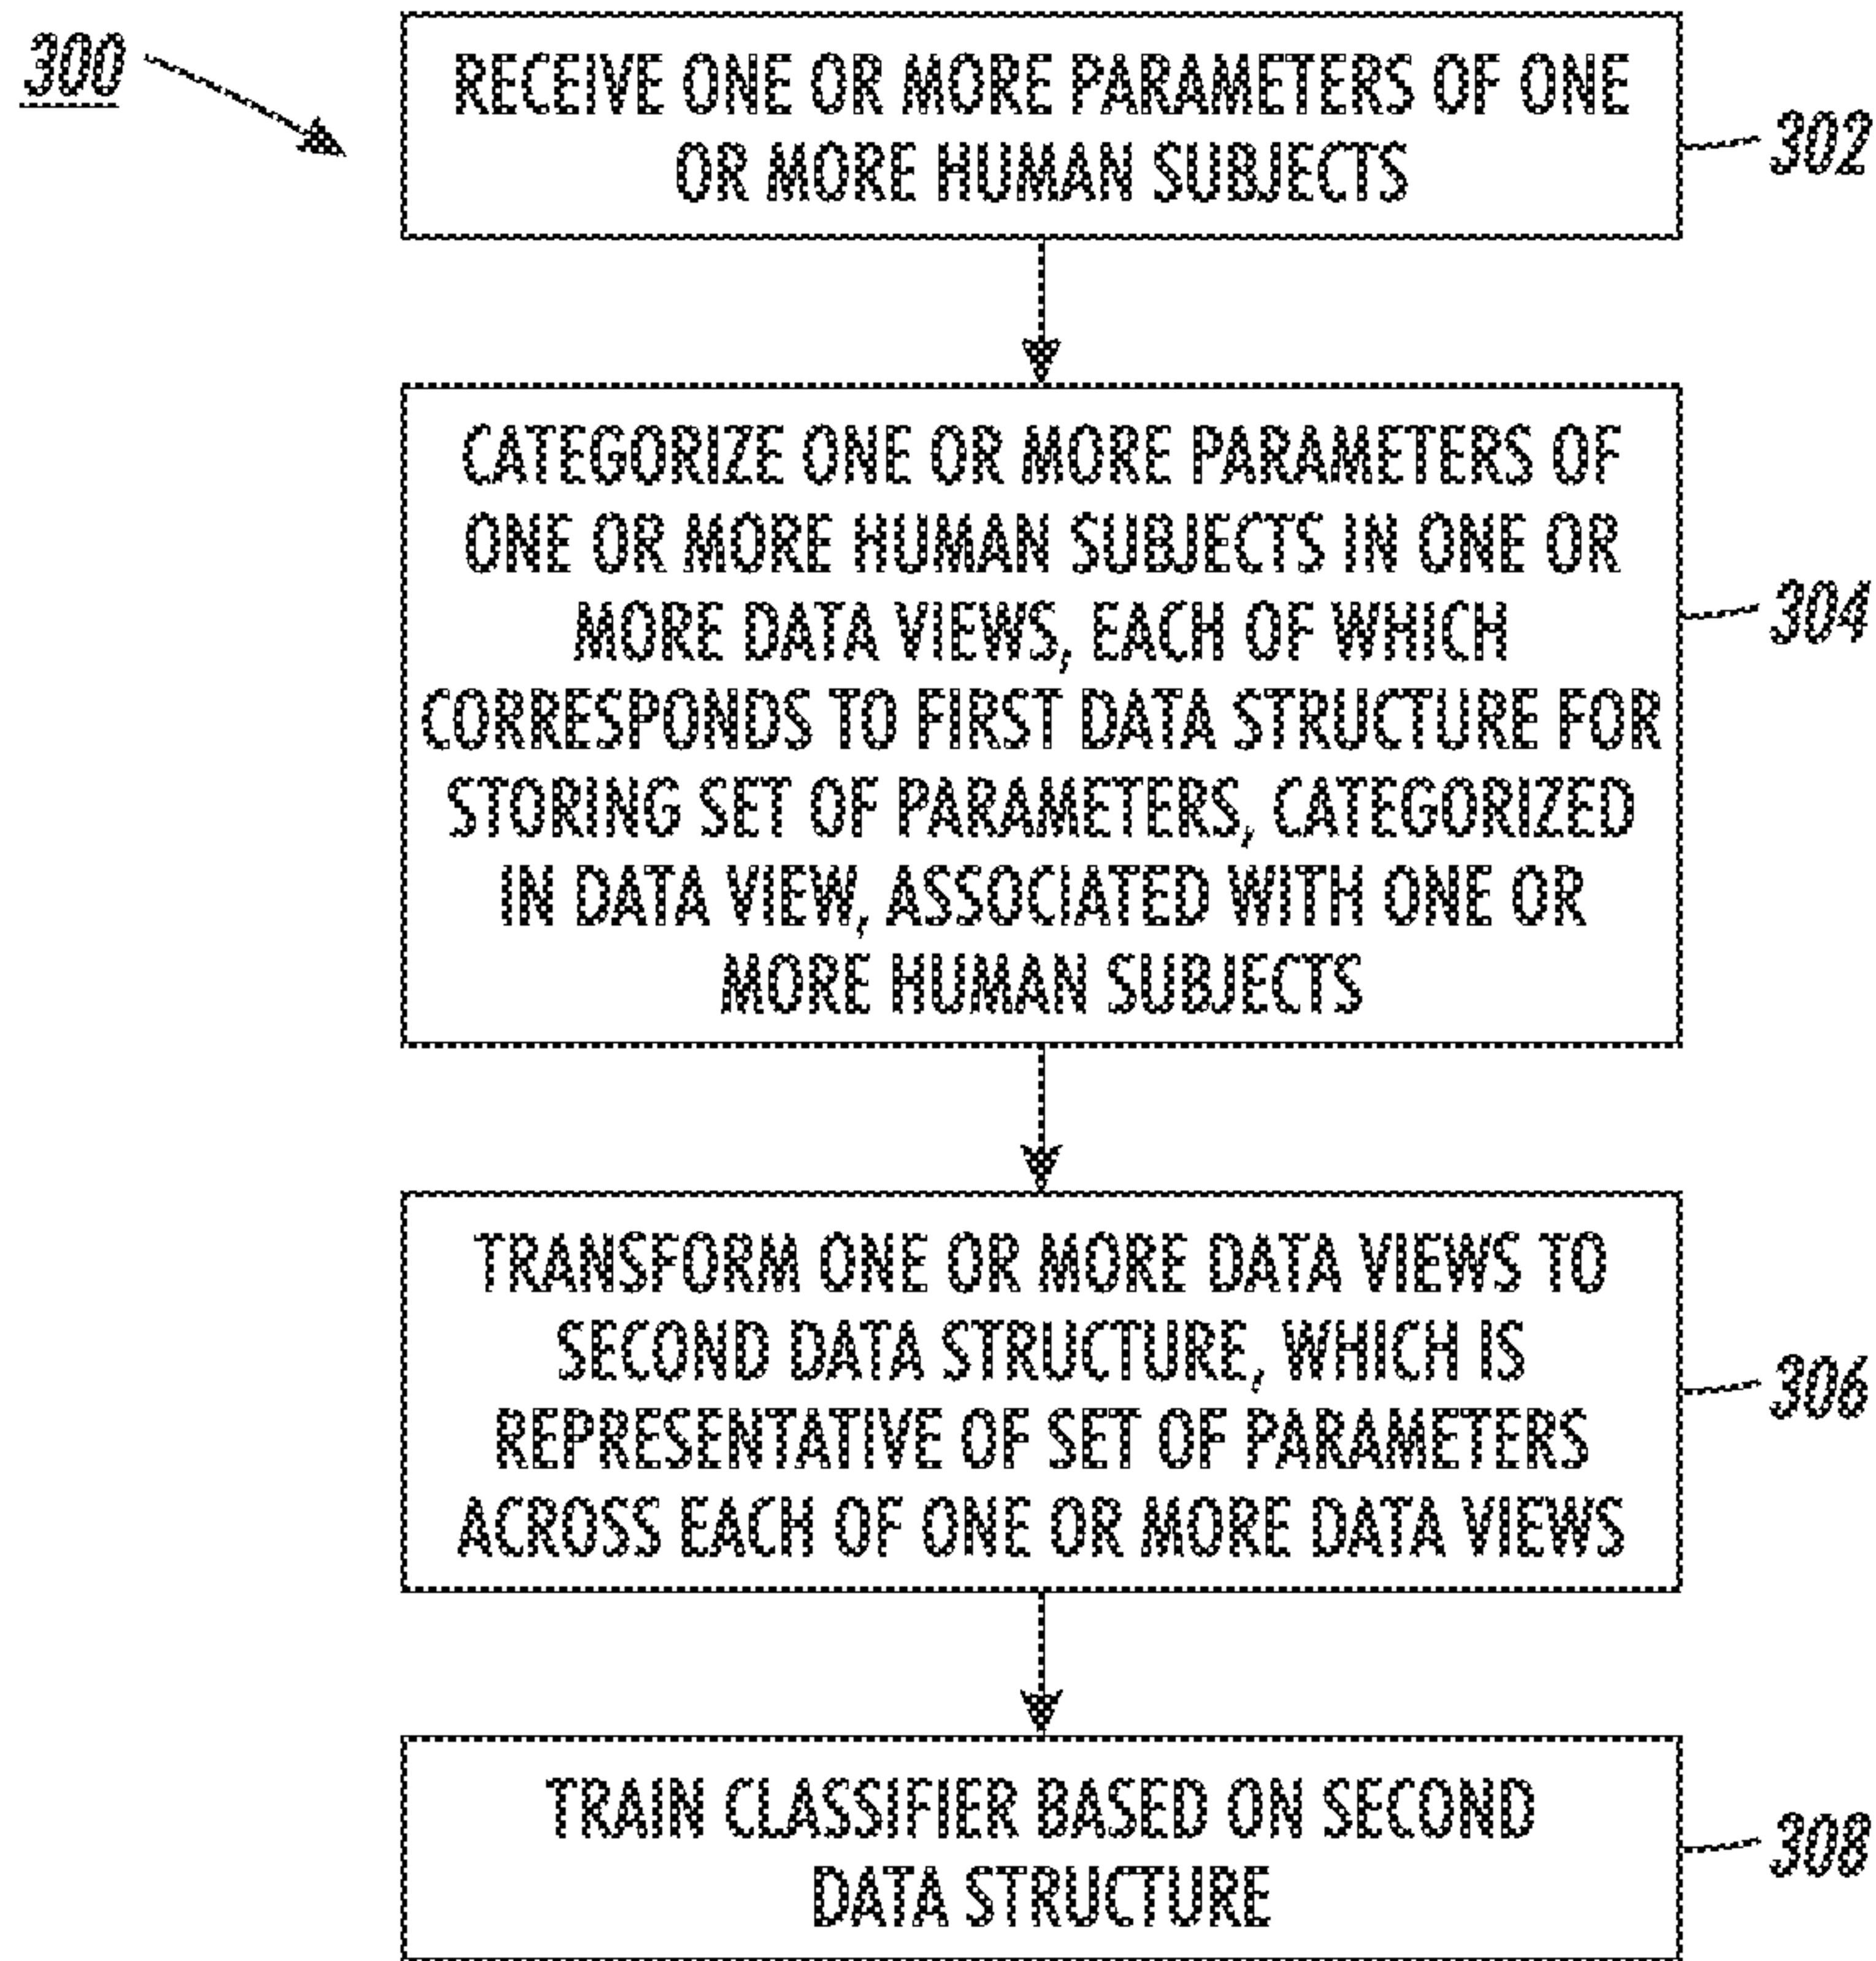 300
RECEIVE ONE OR MORE PARAMETERS OF ONE
OR MORE HUMAN SUBJECTS
302
CATEGORIZE ONE OR MORE PARAMETERS OF
ONE OR MORE HUMAN SUBJECTS IN ONE OR
MORE DATA VIEWS, EACH OF WHICH
CORRESPONDS TO FIRST DATA STRUCTURE FOR
STORING SET OF PARAMETERS, CATEGORIZED
IN DATA VIEW, ASSOCIATED WITH ONE OR
MORE HUMAN SUBJECTS
304
TRANSFORM ONE OR MORE DATA VIEWS TO
SECOND DATA STRUCTURE, WHICH IS
REPRESENTATIVE OF SET OF PARAMETERS
ACROSS EACH OF ONE OR MORE DATA VIEWS
306
TRAIN CLASSIFIER BASED ON SECOND
DATA STRUCTURE
308